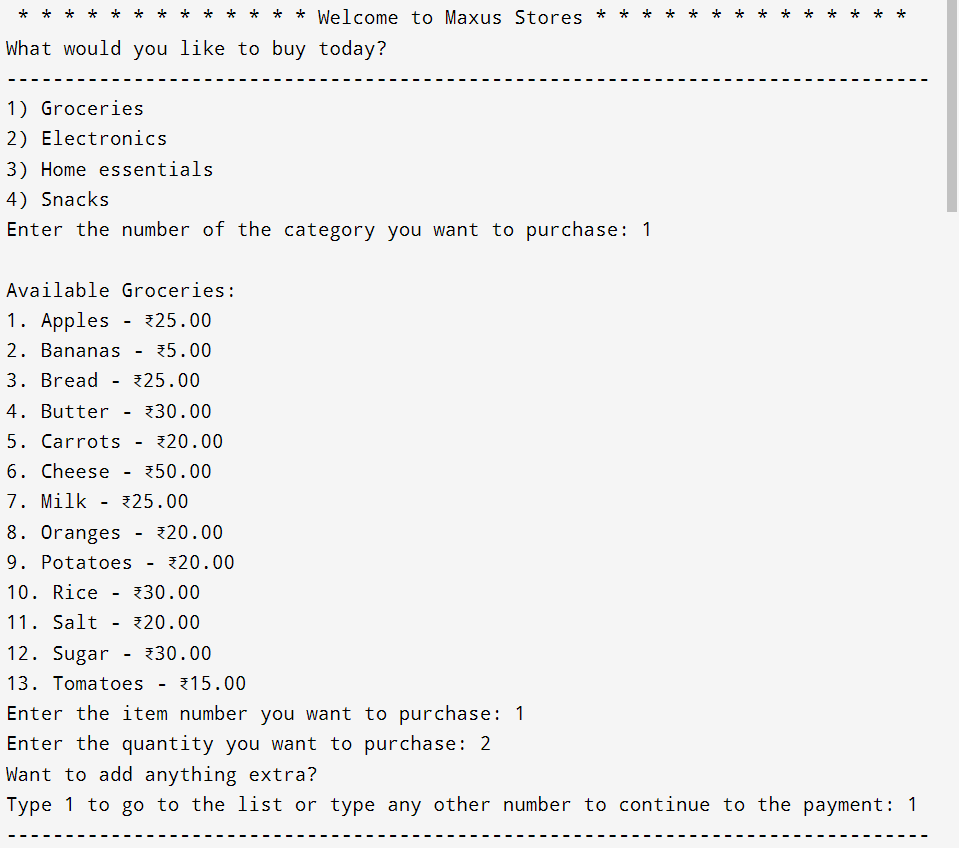 * * * * * * * * * * * * * Welcome to Maxus Stores * * * * * * * * * * * * * *
What would you like to buy today?
--------------------------------------------------------------------------------
1) Groceries
2) Electronics
3) Home essentials
4) Snacks
Enter the number of the category you want to purchase: 1
Available Groceries:
1. Apples - ₹25.00
2. Bananas - ₹5.00
3. Bread - ₹25.00
4. Butter - ₹30.00
5. Carrots - ₹20.00
6. Cheese - ₹50.00
7. Milk - ₹25.00
8. Oranges - ₹20.00
9. Potatoes - ₹20.00
10. Rice - ₹30.00
11. Salt - ₹20.00
12. Sugar - ₹30.00
13. Tomatoes - ₹15.00
Enter the item number you want to purchase: 1
Enter the quantity you want to purchase: 2
Want to add anything extra?
Type 1 to go to the list or type any other number to continue to the payment: 1
--------------------------------------------------------------------------------